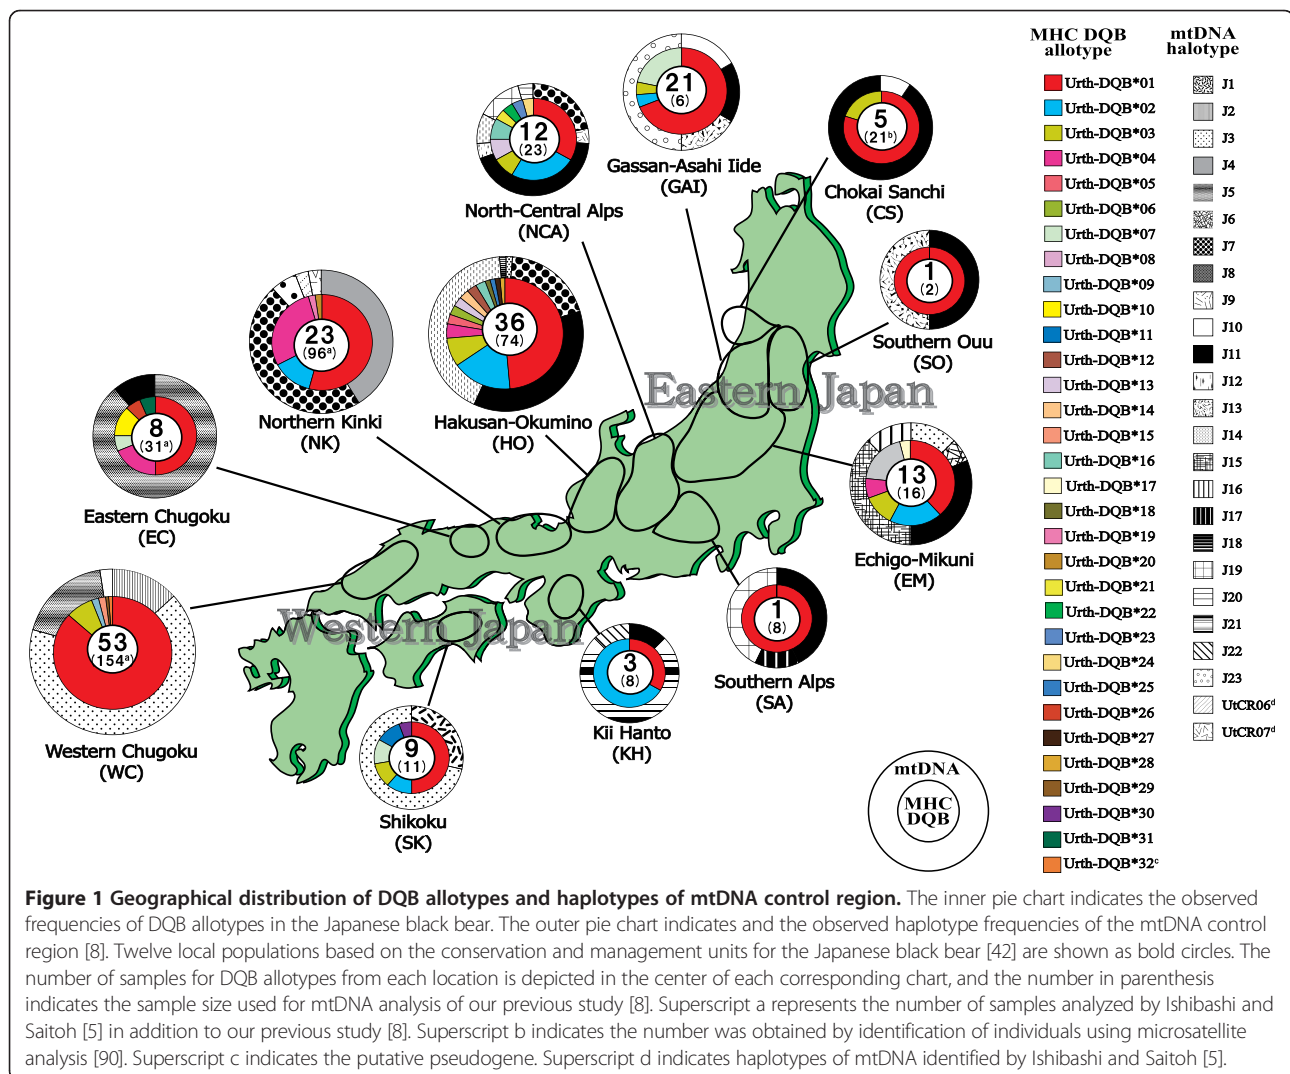 MHC DQB
allotype
mtDNA
halotype
Urth-DQB*01
Urth-DQB*02
Urth-DQB*03
Urth-DQB*04
Urth-DQB*05
Urth-DQB*06
Urth-DQB*07
Urth-DQB*08
Urth-DQB*09
Urth-DQB*10
Urth-DQB*11
Urth-DQB*12
Urth-DQB*13
Urth-DQB*14
Urth-DQB*15
Urth-DQB*16
Urth-DQB*17
Urth-DQB*18
Urth-DQB*19
Urth-DQB*20
Urth-DQB*21
Urth-DQB*22
Urth-DQB*23
Urth-DQB*24
Urth-DQB*25
Urth-DQB*26
Urth-DQB*27
Urth-DQB*28
Urth-DQB*29
Urth-DQB*30
Urth-DQB*31
Urth-DQB*32c
J1
J2
J3
J4
J5
J6
J7
J8
J9
J10
J11
J12
J13
J14
J15
J16
J17
J18
J19
J20
J21
J22
J23
UtCR06d
UtCR07d
21
(6)
Gassan-Asahi Iide
(GAI)
12
(23)
North-Central Alps
(NCA)
5
(21b)
Chokai Sanchi
(CS)
1
(2)
Southern Ouu
(SO)
36
(74)
Hakusan-Okumino
(HO)
23
(96a)
Northern Kinki
(NK)
Eastern Japan
8
(31a)
Eastern Chugoku
(EC)
13
(16)
Echigo-Mikuni
(EM)
Western Japan
53
(154a)
Western Chugoku
(WC)
1
(8)
Southern Alps
(SA)
3
(8)
Kii Hanto
(KH)
9
(11)
Shikoku
(SK)
mtDNA
MHC
DQB
Figure 1 Geographical distribution of DQB allotypes and haplotypes of mtDNA control region. The inner pie chart indicates the observed
frequencies of DQB allotypes in the Japanese black bear. The outer pie chart indicates and the observed haplotype frequencies of the mtDNA control
region [8]. Twelve local populations based on the conservation and management units for the Japanese black bear [42] are shown as bold circles. The
number of samples for DQB allotypes from each location is depicted in the center of each corresponding chart, and the number in parenthesis
indicates the sample size used for mtDNA analysis of our previous study [8]. Superscript a represents the number of samples analyzed by Ishibashi and
Saitoh [5] in addition to our previous study [8]. Superscript b indicates the number was obtained by identification of individuals using microsatellite
analysis [90]. Superscript c indicates the putative pseudogene. Superscript d indicates haplotypes of mtDNA identified by Ishibashi and Saitoh [5].